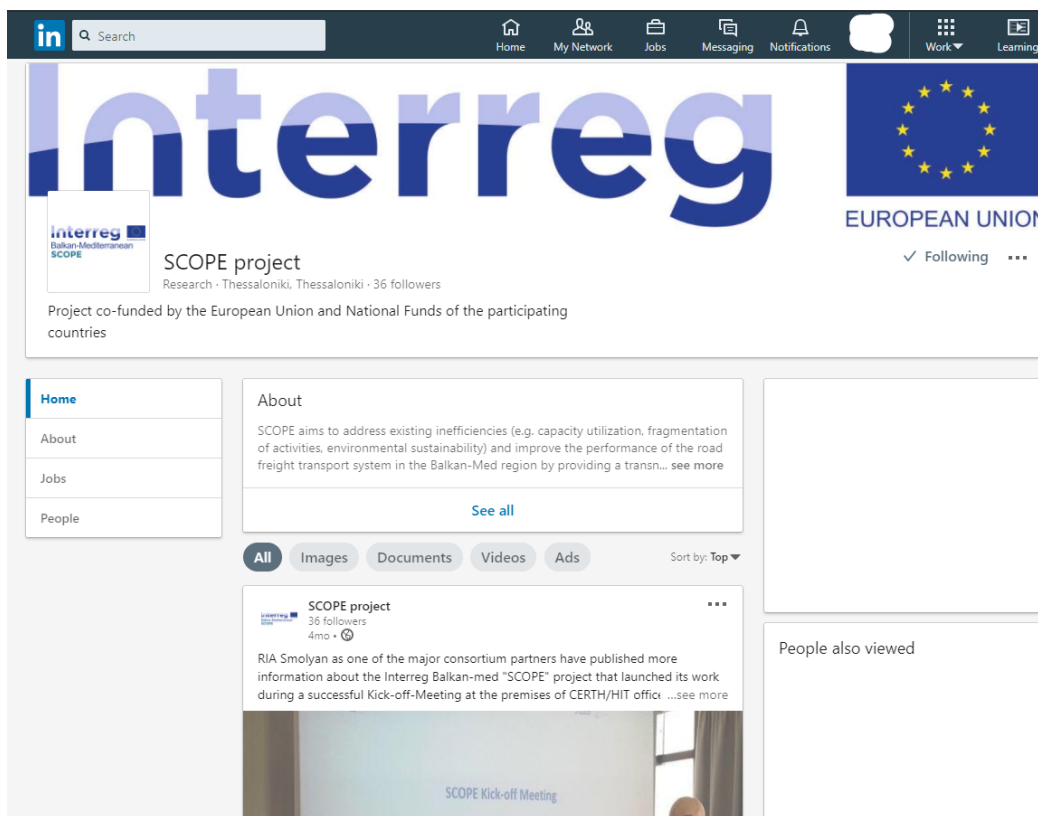 in
Search
Home
My Network
Jobs
Messaging
Notifications
Work
Learning
Interreg
EUROPEAN UNION
Interreg
Balkan-Mediterranean
SCOPE
SCOPE project
Research · Thessaloniki, Thessaloniki · 36 followers
Following
Project co-funded by the European Union and National Funds of the participating
countries
Home
About
Jobs
People
About
SCOPE aims to address existing inefficiencies (e.g. capacity utilization, fragmentation
of activities, environmental sustainability) and improve the performance of the road
freight transport system in the Balkan-Med region by providing a transn... see more
See all
All
Images
Documents
Videos
Ads
Sort by: Top
SCOPE project
36 followers
4mo •
RIA Smolyan as one of the major consortium partners have published more
information about the Interreg Balkan-med "SCOPE" project that launched its work
during a successful Kick-off-Meeting at the premises of CERTH/HIT office ...see more
SCOPE Kick-off Meeting
People also viewed